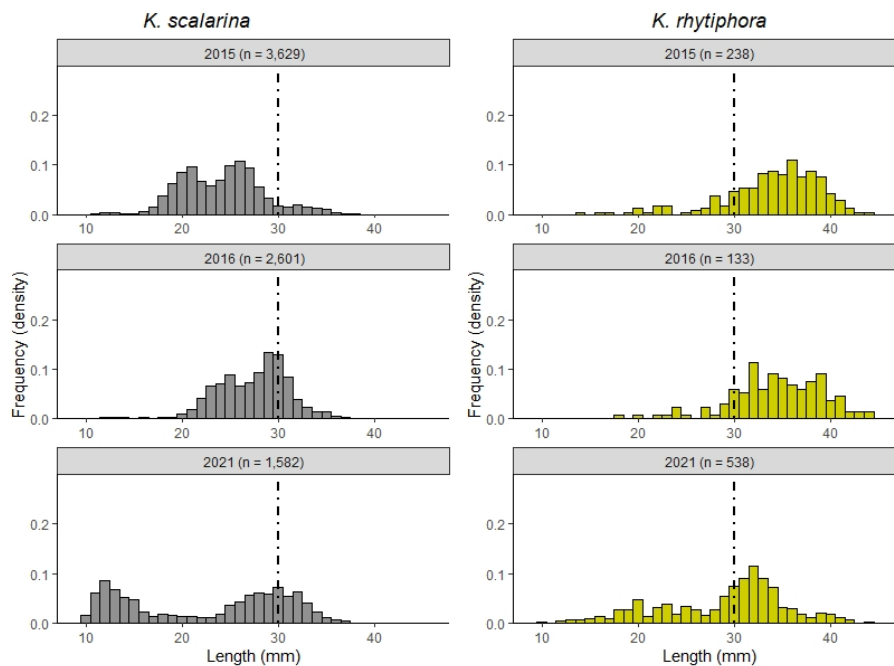 K. scalarina
K. rhytiphora
2015 (n = 3,629)
2015 (n = 238)
0.2
0.1
0.0
10 20 30 40
0.2
0.1
0.0
10 20 30 40
2016 (n = 2,601)
2016 (n = 133)
0.2
0.1
0.0
10 20 30 40
0.2
0.1
0.0
10 20 30 40
Frequency (density)
Frequency (density)
2021 (n = 1,582)
2021 (n = 538)
0.2
0.1
0.0
10 20 30 40
0.2
0.1
0.0
10 20 30 40
Length (mm)
Length (mm)